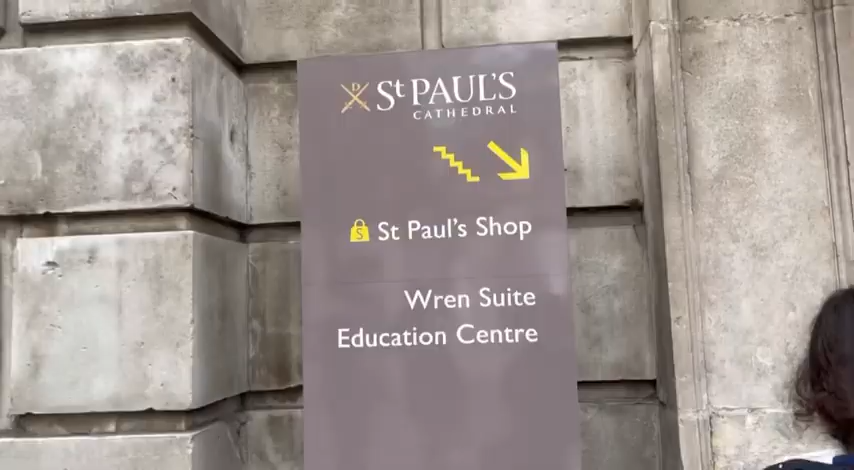 St PAUL'S
CATHEDRAL
St Paul's Shop
Wren Suite
Education Centre